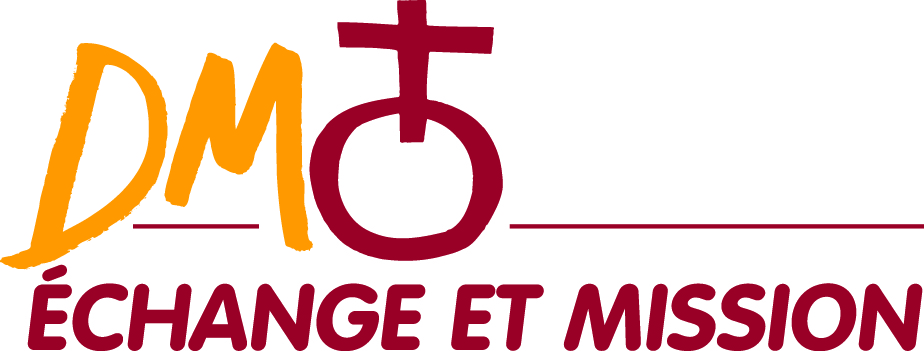 DM
ÉCHANGE ET MISSION